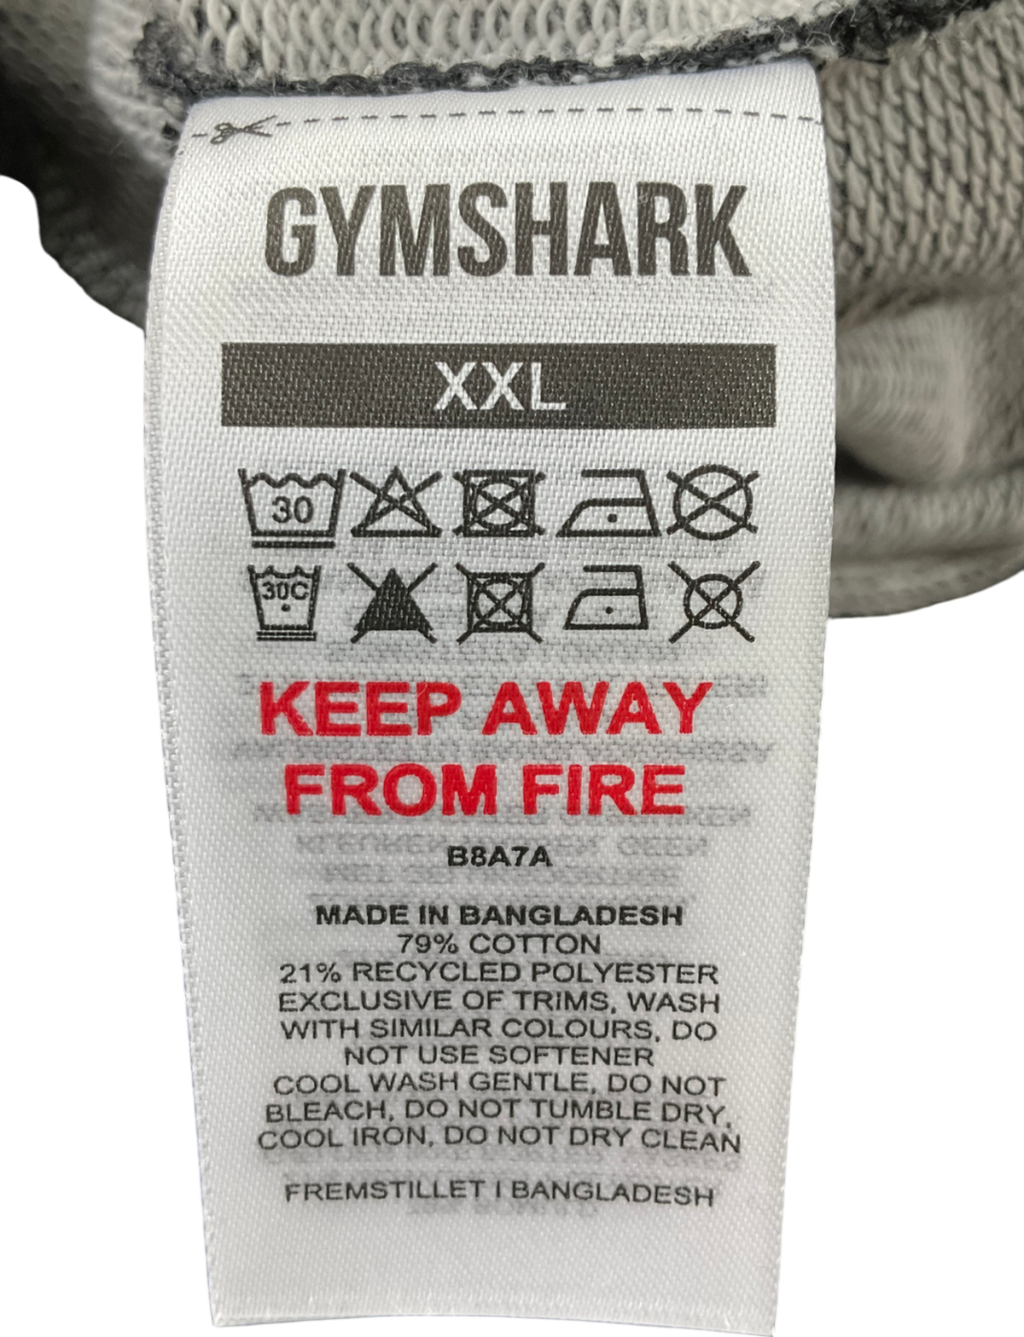 GYMSHARK
XXL
30
30C
KEEP AWAY
FROM FIRE
B8A7A
MADE IN BANGLADESH
79% COTTON
21% RECYCLED POLYESTER
EXCLUSIVE OF TRIMS, WASH
WITH SIMILAR COLOURS, DO
NOT USE SOFTENER
COOL WASH GENTLE, DO NOT
BLEACH, DO NOT TUMBLE DRY,
COOL IRON, DO NOT DRY CLEAN
FREMSTILLET I BANGLADESH